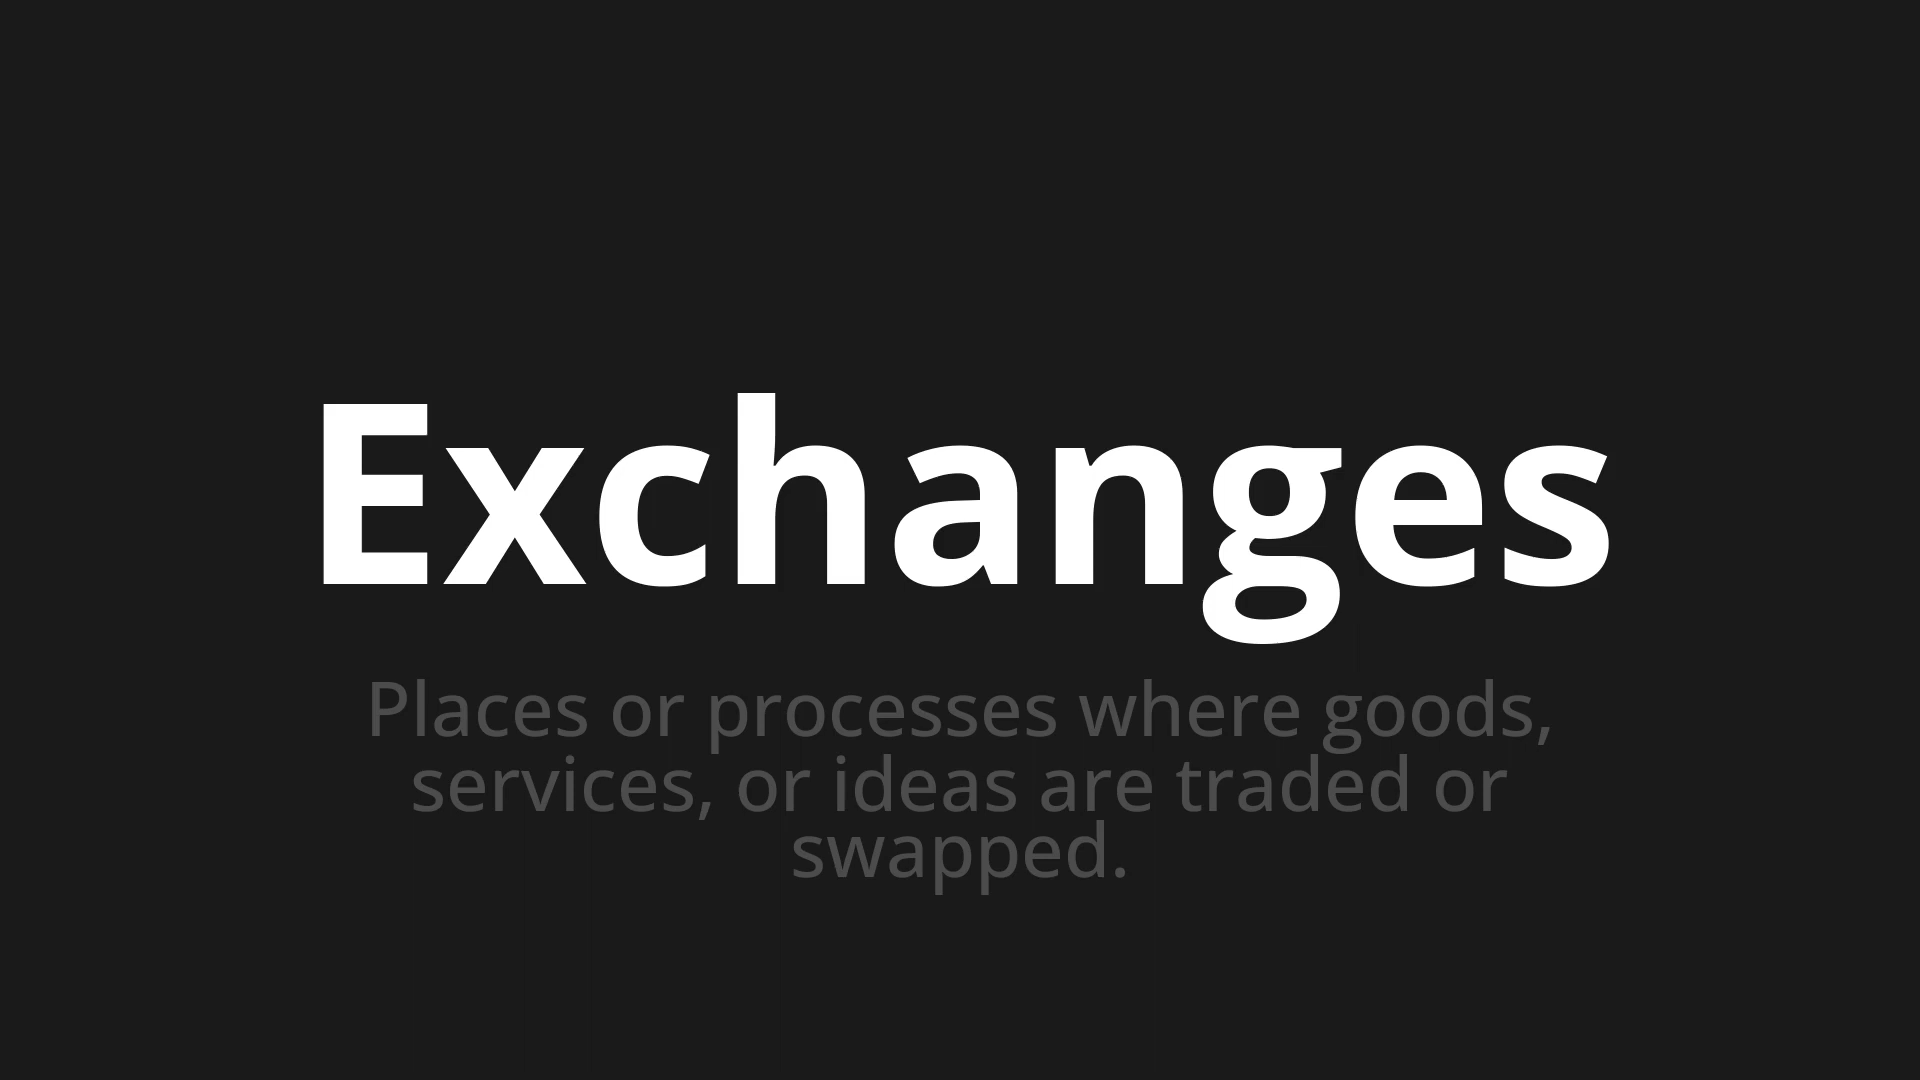 Exchanges
Places or processes where goods,
services, or ideas are traded or
swapped.